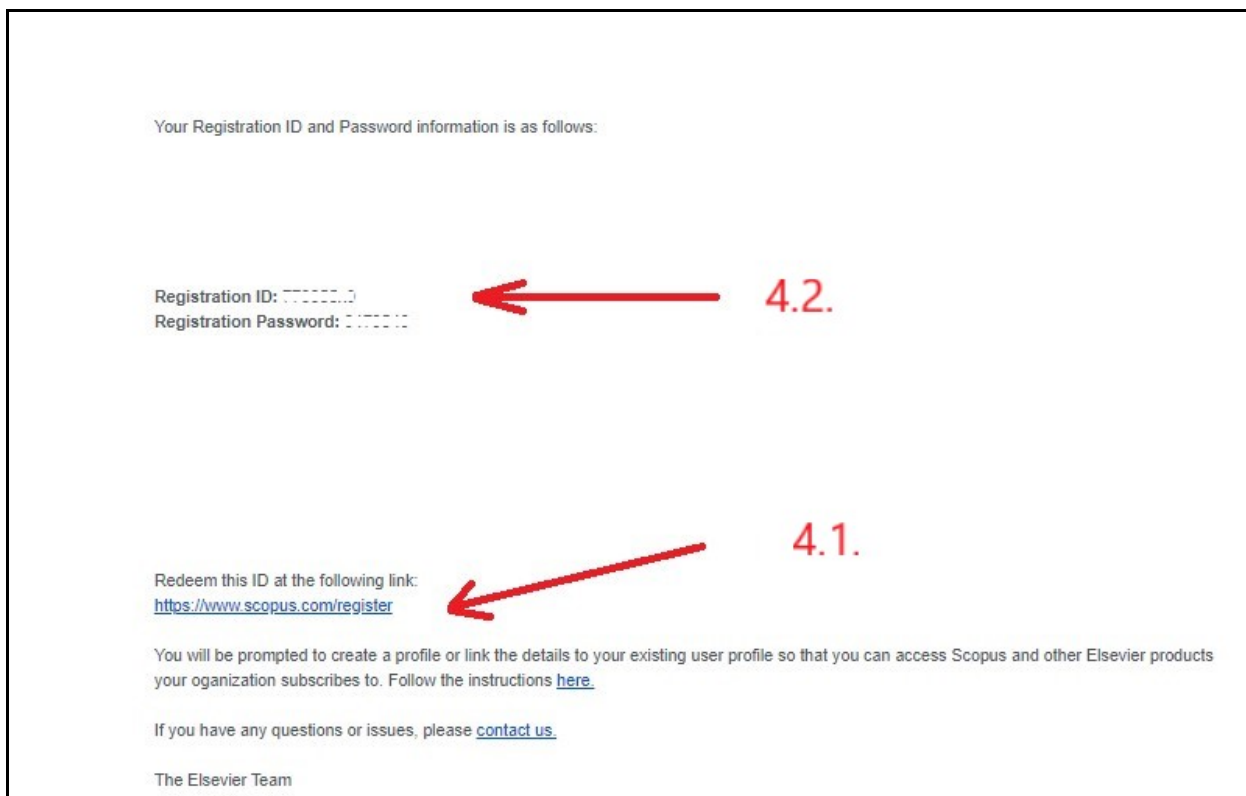 Your Registration ID and Password information is as follows:
Registration ID:
4.2.
Registration Password:
4.1.
Redeem this ID at the following link:
https://www.scopus.com/register
You will be prompted to create a profile or link the details to your existing user profile so that you can access Scopus and other Elsevier products
your oganization subscribes to. Follow the instructions here.
If you have any questions or issues, please contact us.
The Elsevier Team